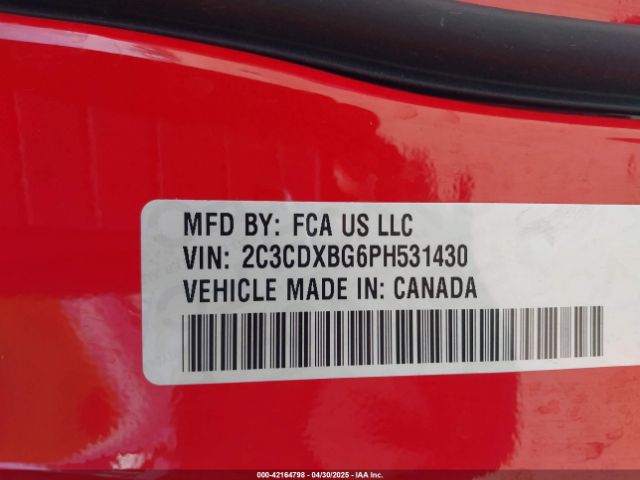 MFD BY: FCA US LLC
VIN: 2C3CDXBG6PH531430
VEHICLE MADE IN: CANADA
000-42164798 - 04/30/2025 - IAA Inc.